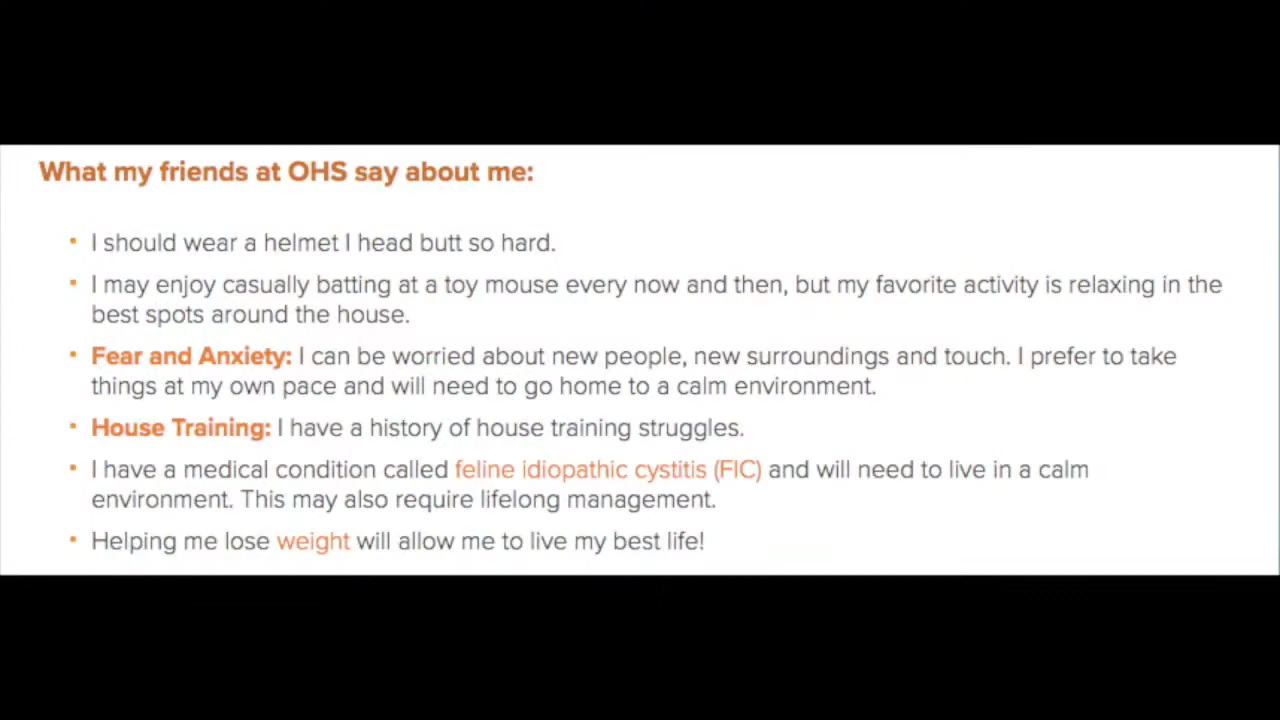 What my friends at OHS say about me:
• I should wear a helmet I head butt so hard.
• I may enjoy casually batting at a toy mouse every now and then, but my favorite activity is relaxing in the
best spots around the house.
• Fear and Anxiety: I can be worried about new people, new surroundings and touch. I prefer to take
things at my own pace and will need to go home to a calm environment.
• House Training: I have a history of house training struggles.
• I have a medical condition called feline idiopathic cystitis (FIC) and will need to live in a calm
environment. This may also require lifelong management.
• Helping me lose weight will allow me to live my best life!